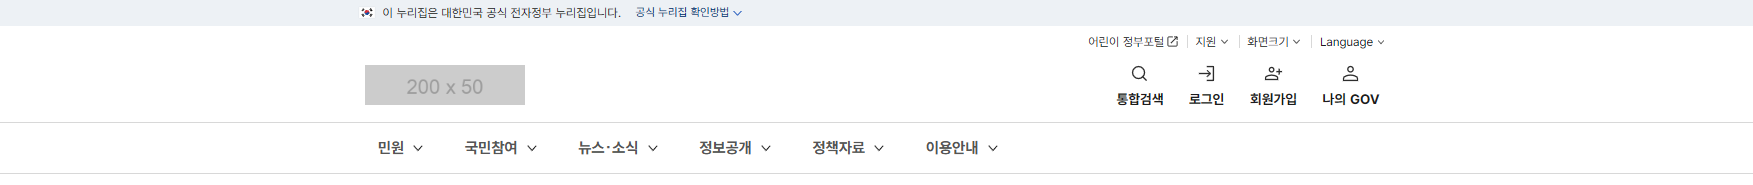 이 누리집은 대한민국 공식 전자정부 누리집입니다. 공식 누리집 확인방법
어린이 정부포털 지원 화면크기 Language
200 x 50
통합검색 로그인 회원가입 나의 GOV
민원 국민참여 뉴스·소식 정보공개 정책자료 이용안내